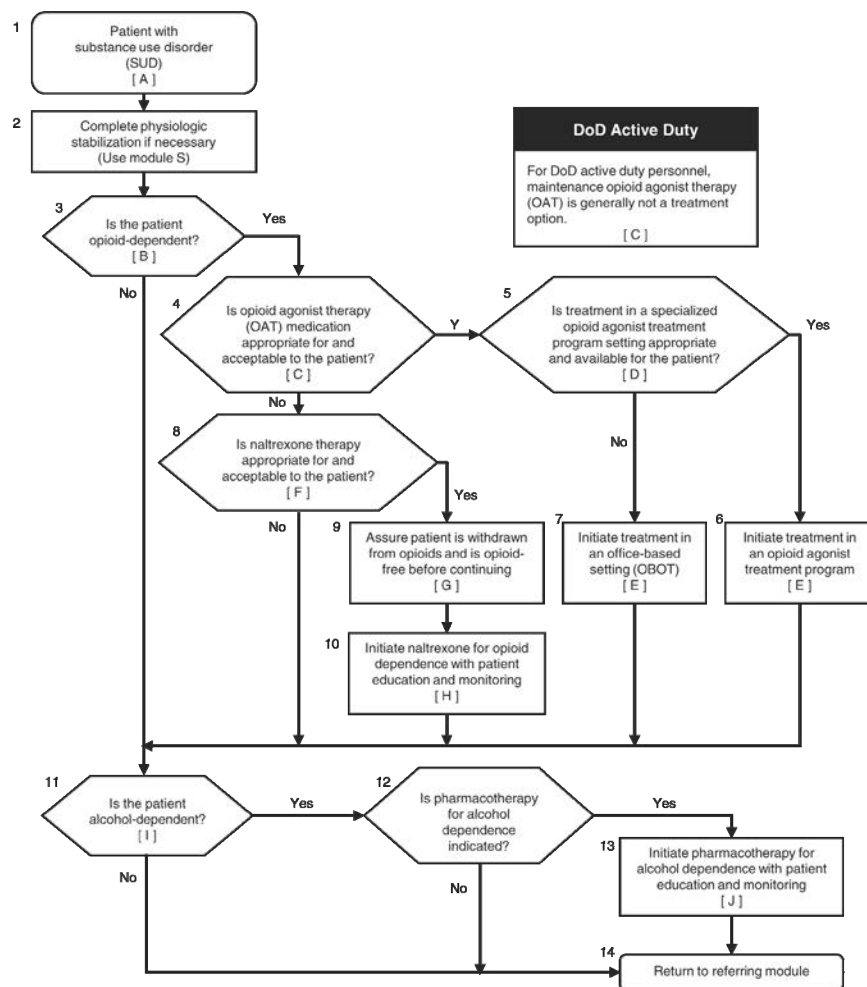 1
Patient with
substance use disorder
(SUD)
[ A ]
2
Complete physiologic
stabilization if necessary
(Use module S)
DoD Active Duty
For DoD active duty personnel,
maintenance opioid agonist therapy
(OAT) is generally not a treatment
option.
[ C ]
3
Is the patient
opioid-dependent?
[ B ]
Yes
No
4
Is opioid agonist therapy
(OAT) medication
appropriate for and
acceptable to the patient?
[ C ]
Y
No
5
Is treatment in a specialized
opioid agonist treatment
program setting appropriate
and available for the patient?
[ D ]
Yes
No
8
Is naltrexone therapy
appropriate for and
acceptable to the patient?
[ F ]
Yes
No
9
Assure patient is withdrawn
from opioids and is opioid-
free before continuing
[ G ]
7
Initiate treatment in
an office-based
setting (OBOT)
[ E ]
6
Initiate treatment in
an opioid agonist
treatment program
[ E ]
10
Initiate naltrexone for opioid
dependence with patient
education and monitoring
[ H ]
11
Is the patient
alcohol-dependent?
[ I ]
Yes
No
12
Is pharmacotherapy
for alcohol
dependence
indicated?
Yes
No
13
Initiate pharmacotherapy for
alcohol dependence with patient
education and monitoring
[ J ]
14
Return to referring module